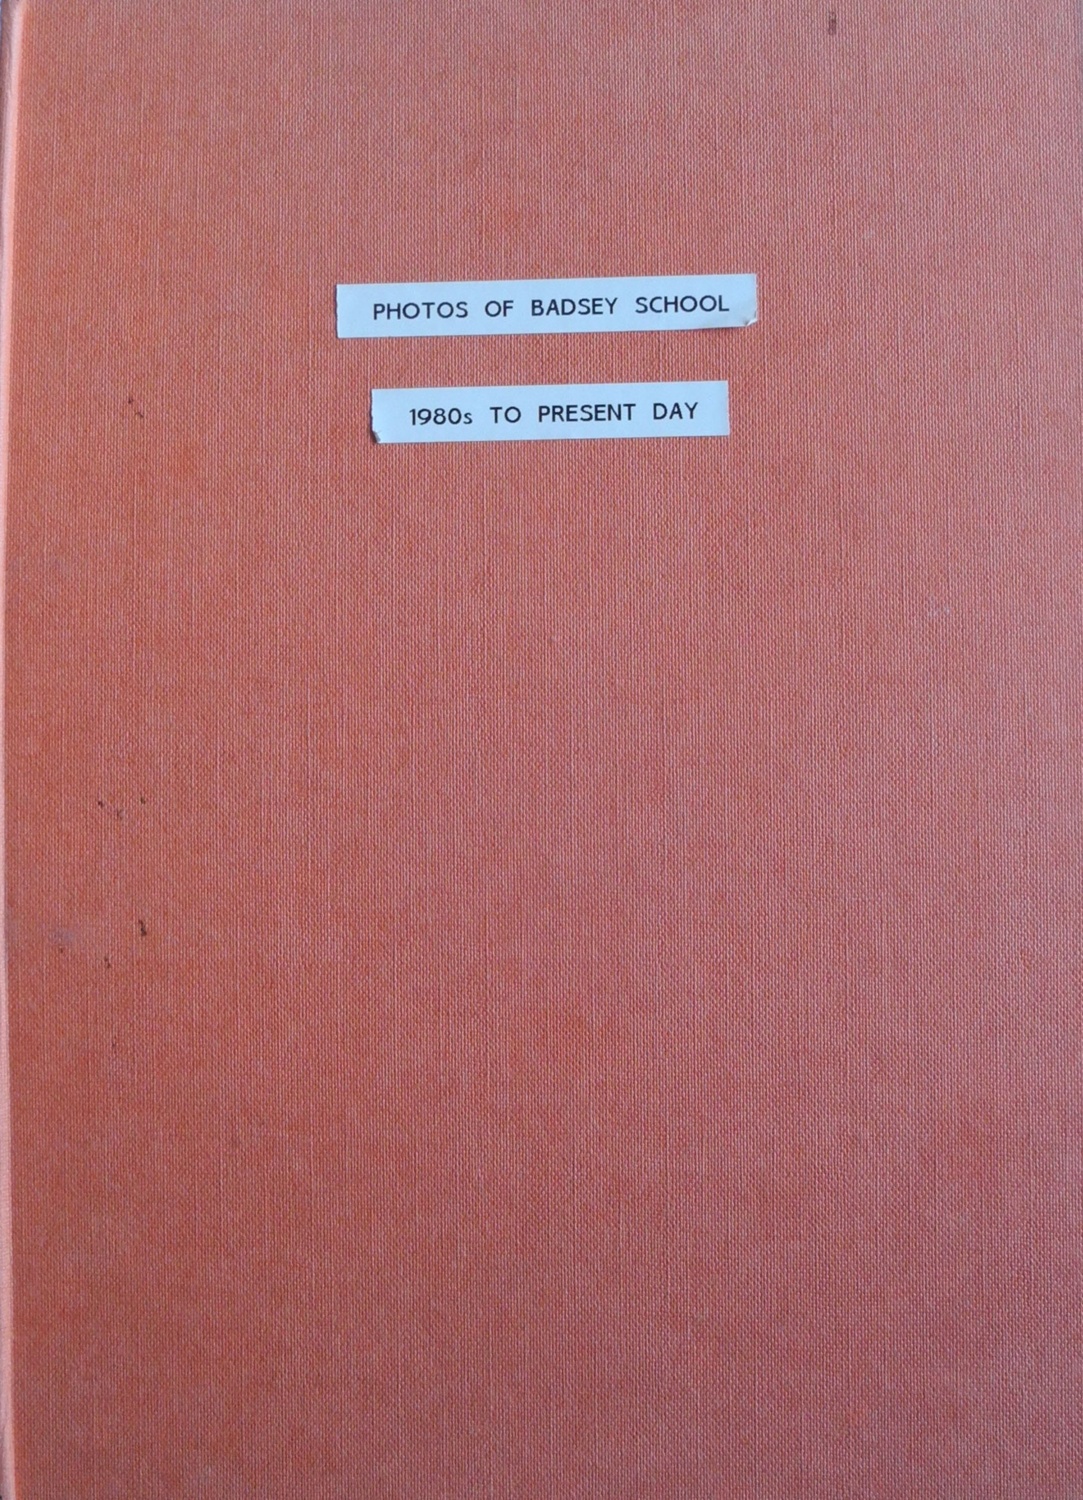 PHOTOS OF BADSEY SCHOOL
1980s TO PRESENT DAY